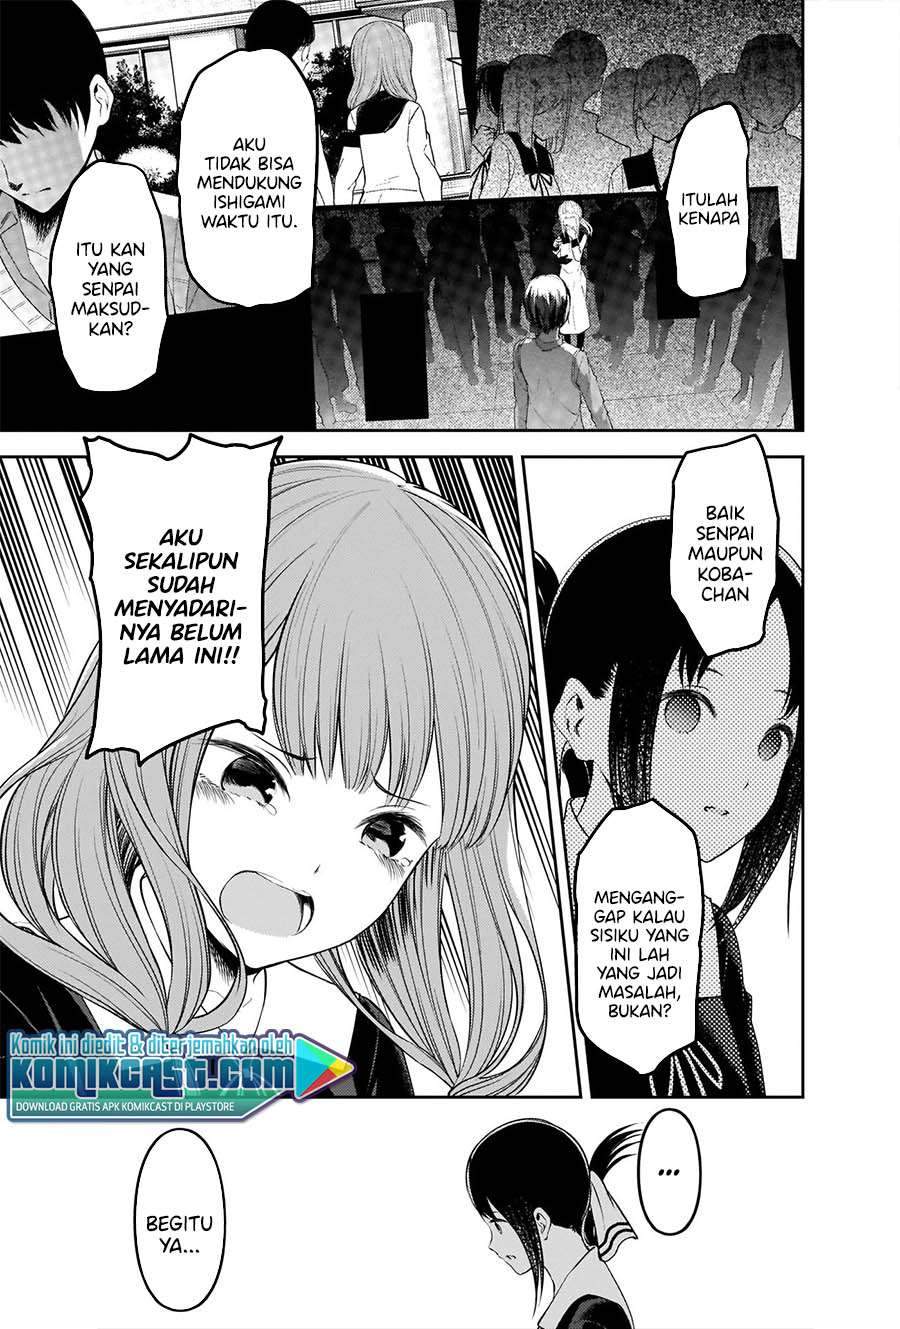 ITULAH
KENAPA
AKU
TIDAK BISA
MENDUKUNG
ISHIGAMI
WAKTU ITU.
ITU KAN
YANG
SENPAI
MAKSUD-
KAN?
BAIK
SENPAI
MAUPUN
KOBA-
CHAN
MENGANG-
GAP KALAU
SISIKU YANG
INI LAH
YANG JADI
MASALAH,
BUKAN?
AKU
SEKALIPUN
SUDAH
MENYADARI-
NYA BELUM
LAMA INI!!
Komik ini diedit & diterjemahkan oleh
KOMIKCAST.COM
DOWNLOAD GRATIS APK KOMIKCAST DI PLAYSTORE
...
BEGITU
YA...